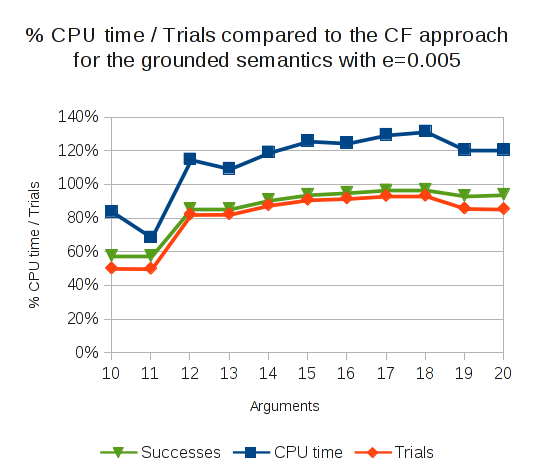 % CPU time / Trials compared to the CF approach
for the grounded semantics with e=0.005
140%
120%
100%
80%
60%
40%
20%
0%
% CPU time / Trials
10 11 12 13 14 15 16 17 18 19 20
Arguments
Successes CPU time Trials